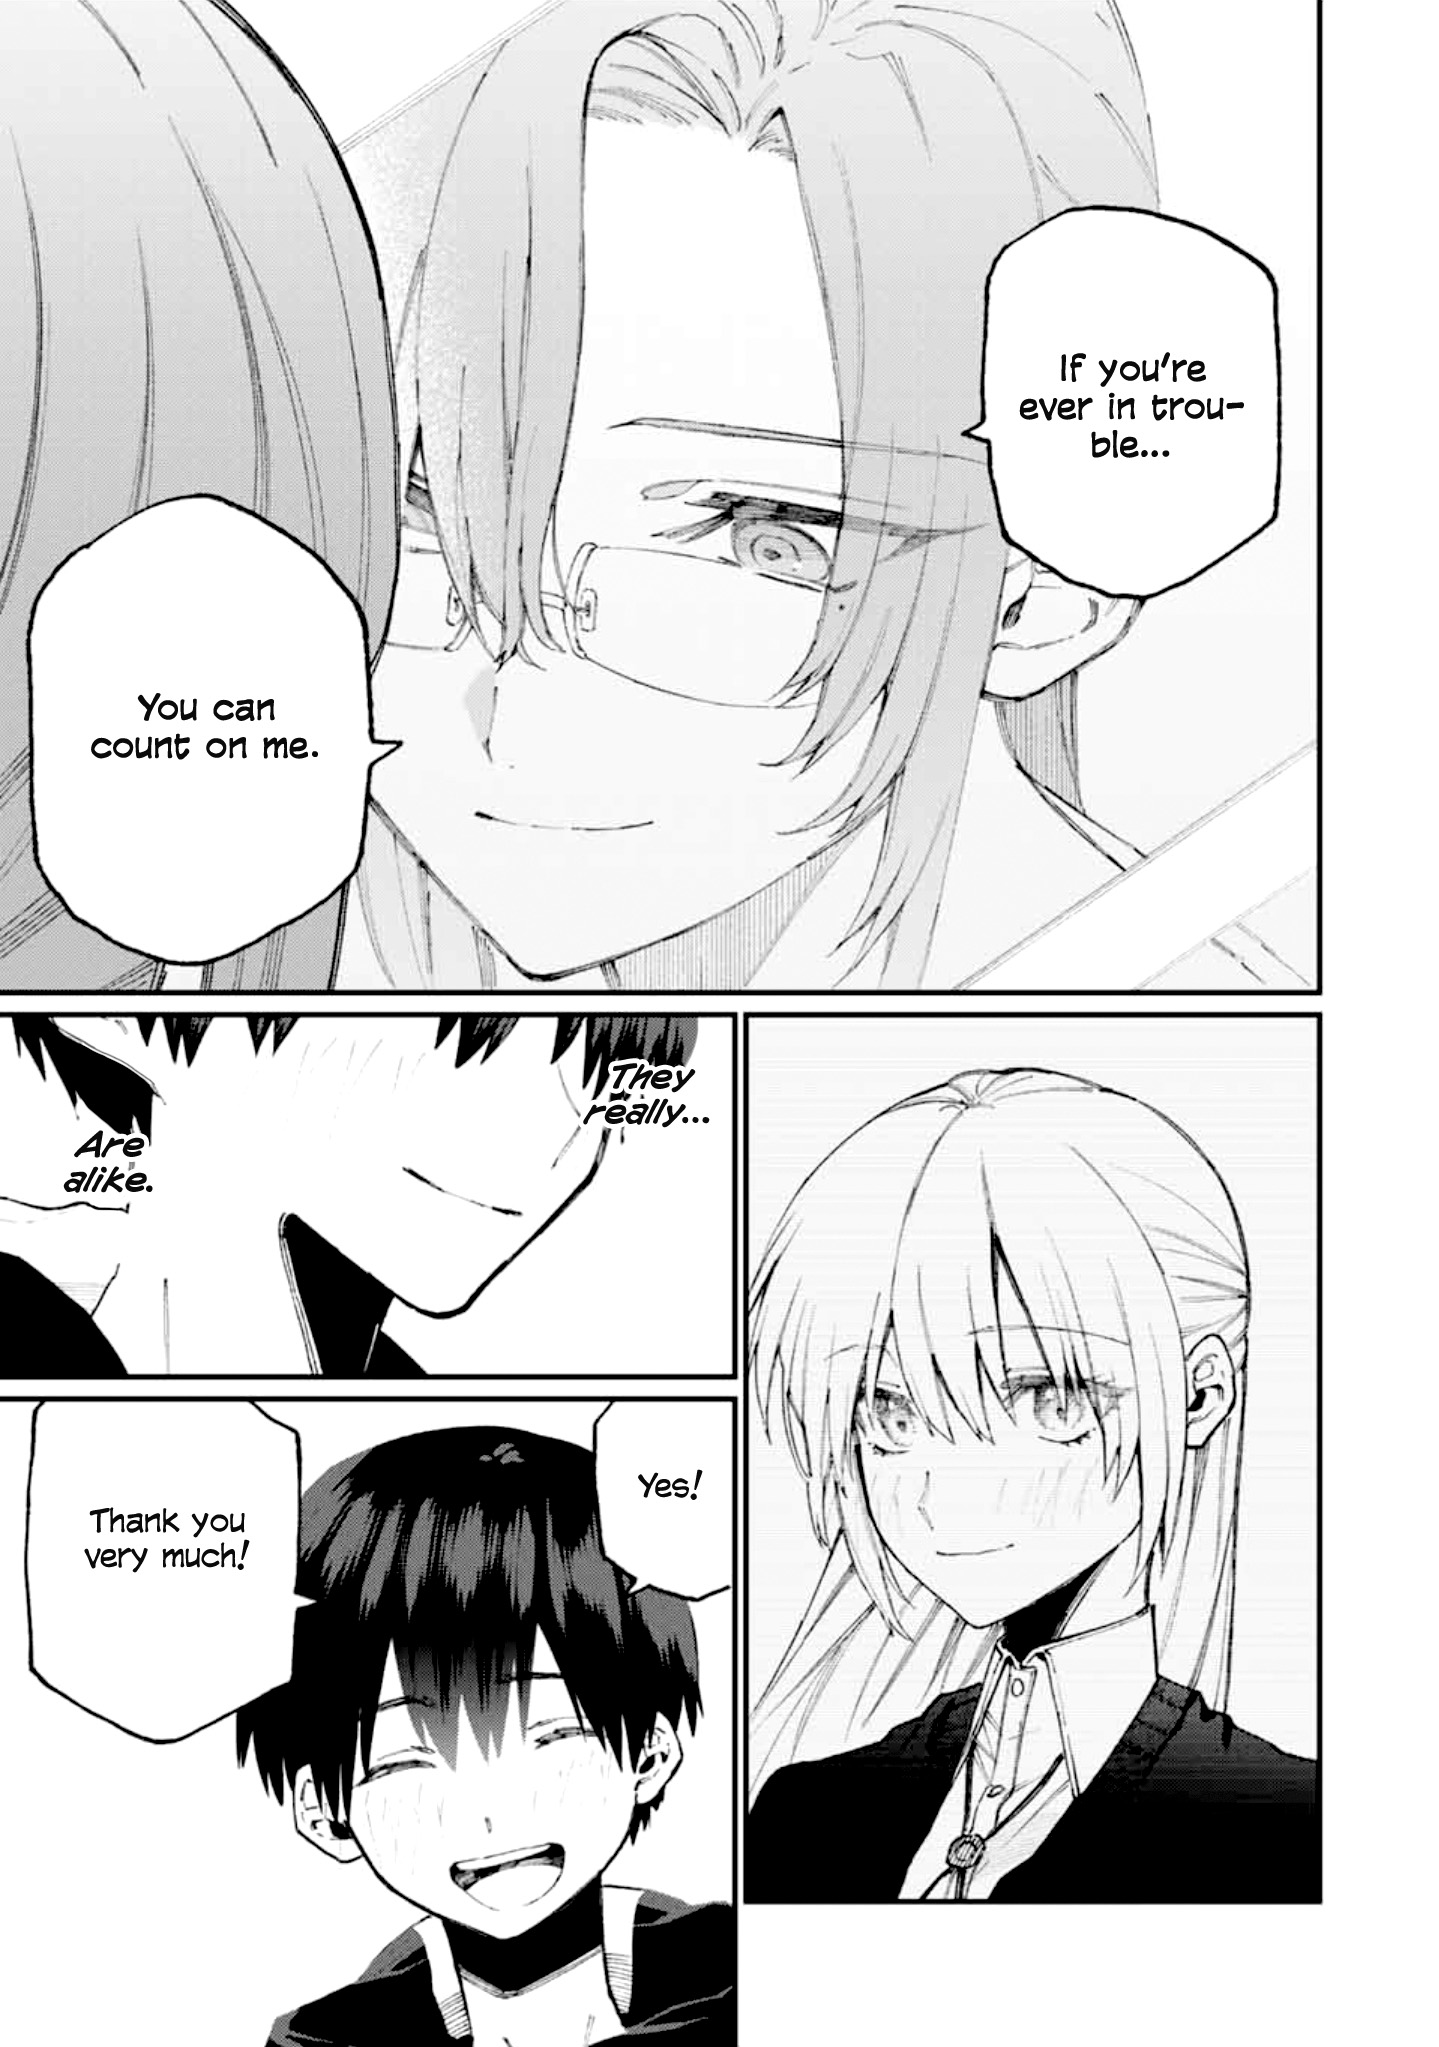 If you're
ever in trou-
ble...
You can
count on me.
They
really...
Are
alike.
Yes!
Thank you
very much!